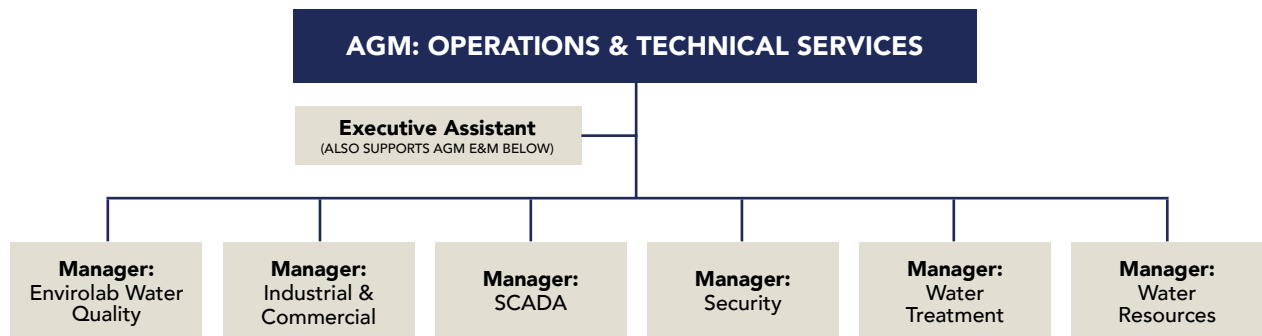 AGM: OPERATIONS & TECHNICAL SERVICES
Executive Assistant
(ALSO SUPPORTS AGM E&M BELOW)
Manager:
Envirolab Water
Quality
Manager:
Industrial &
Commercial
Manager:
SCADA
Manager:
Security
Manager:
Water
Treatment
Manager:
Water
Resources